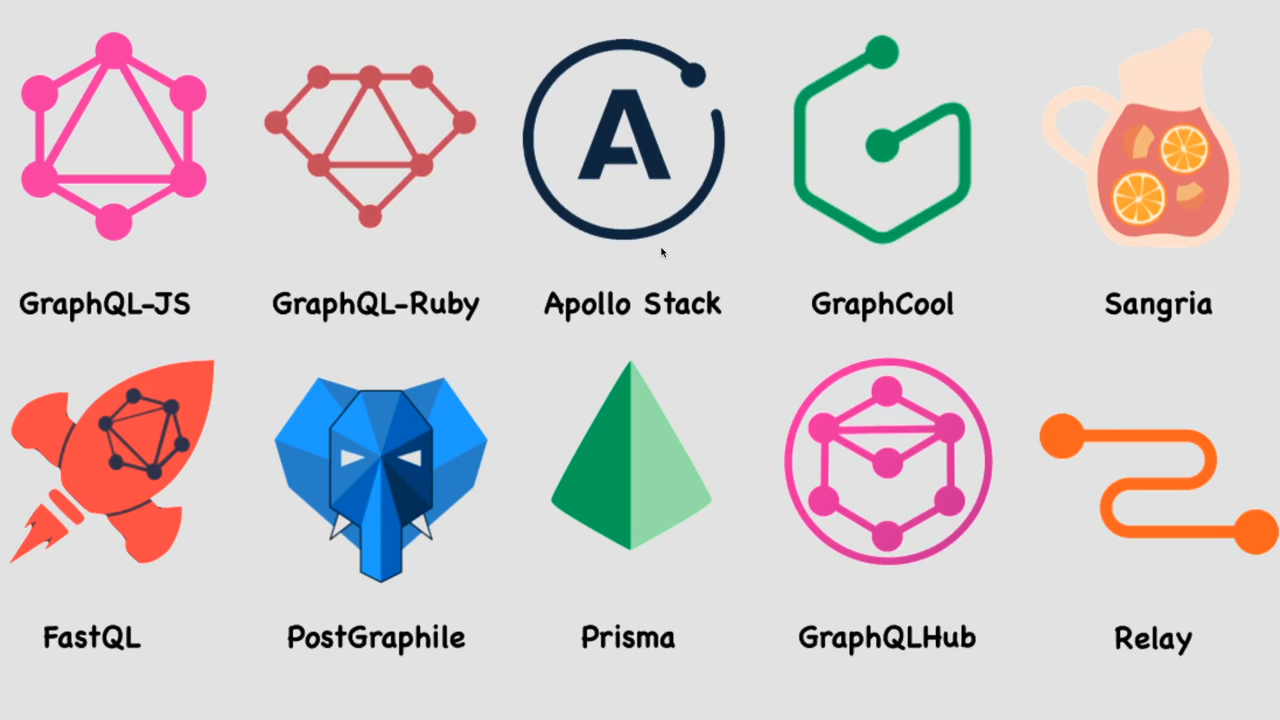 A
GraphQL-JS
GraphQL-Ruby
Apollo Stack
GraphCool
Sangria
FastQL
PostGraphile
Prisma
GraphQLHub
Relay